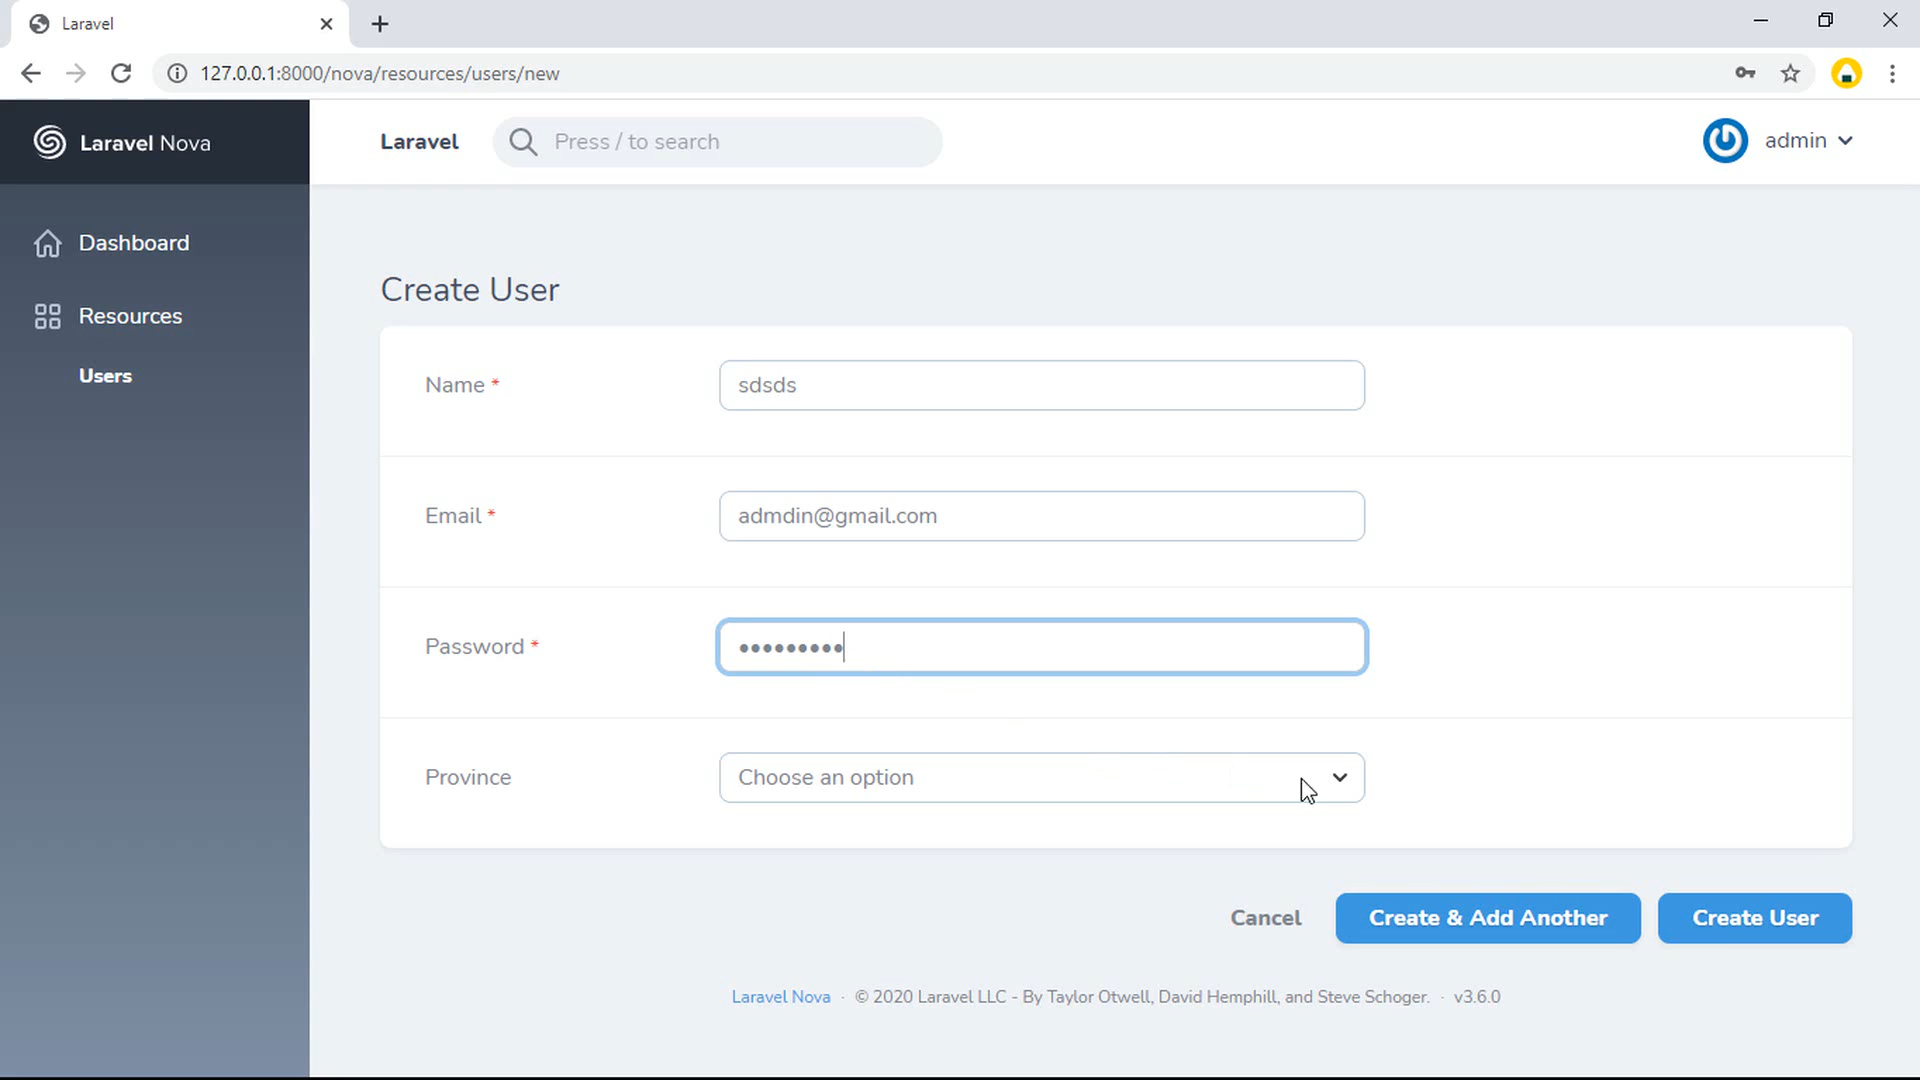 Laravel
127.0.0.1:8000/nova/resources/users/new
Laravel Nova
Laravel
Press / to search
admin
Dashboard
Resources
Users
Create User
Name *
sdsds
Email *
admdin@gmail.com
Password *
•••••••••
Province
Choose an option
Cancel
Create & Add Another
Create User
Laravel Nova · © 2020 Laravel LLC - By Taylor Otwell, David Hemphill, and Steve Schoger. · v3.6.0